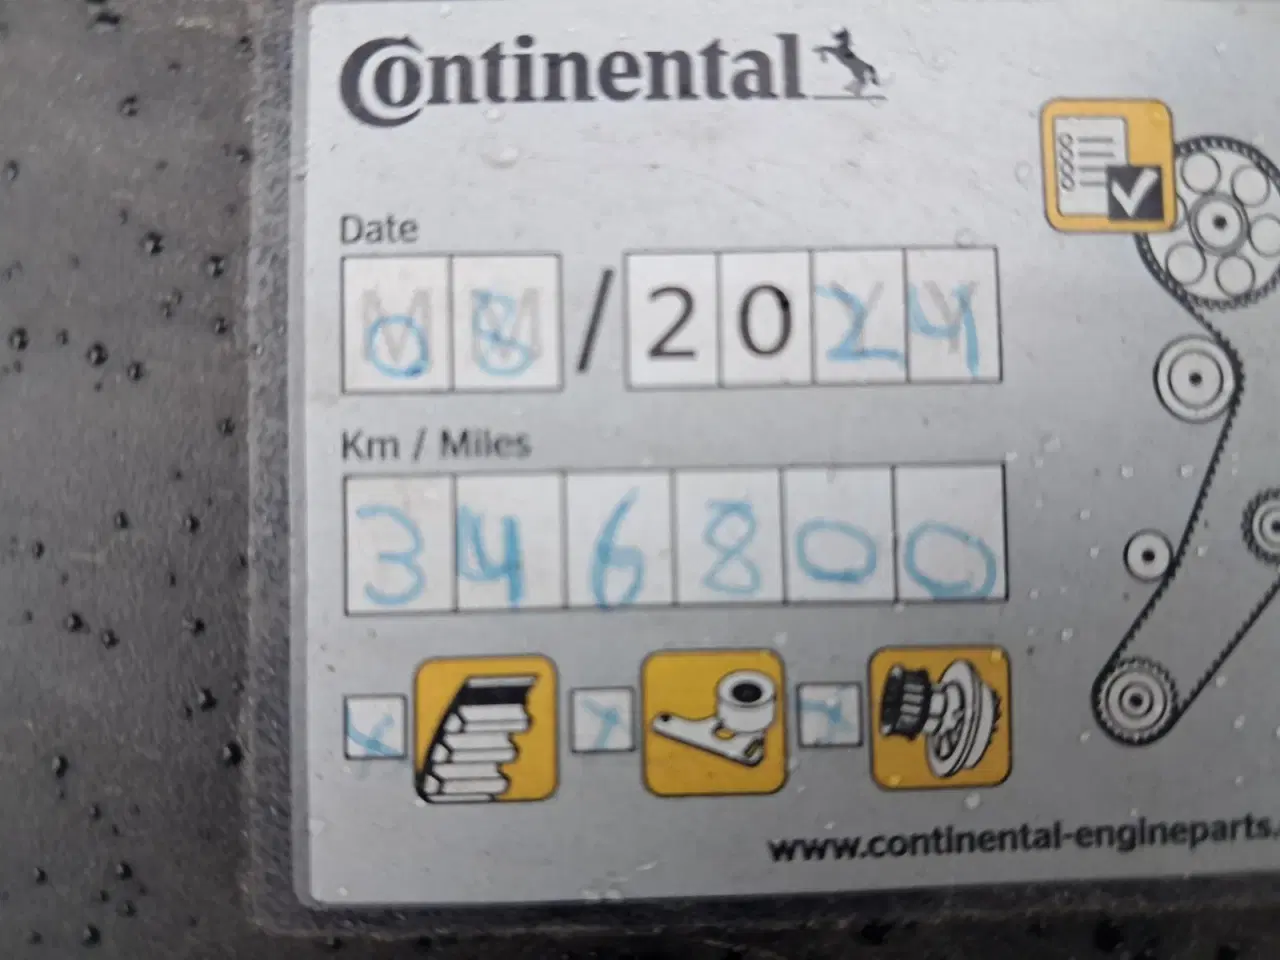 Continental
Date
08/2024
Km / Miles
346800
x x x
www.continental-engineparts.